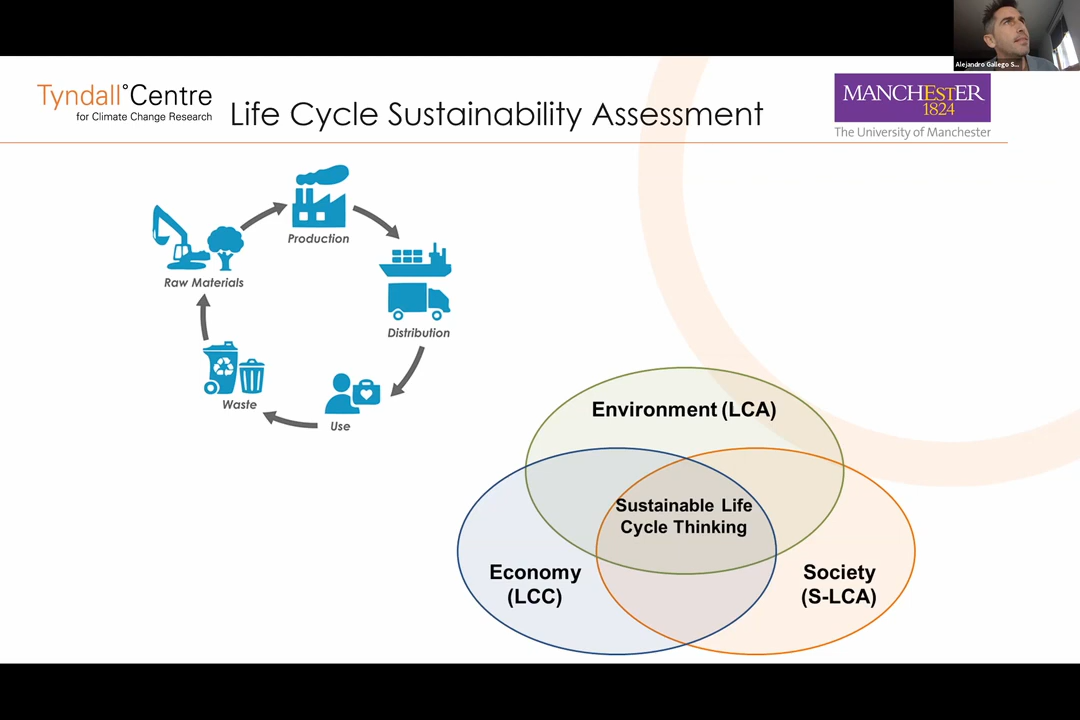 Alejandro Gallego S...
Tyndall°Centre
for Climate Change Research
Life Cycle Sustainability Assessment
MANCHESTER
1824
The University of Manchester
Production
Raw Materials
Distribution
Waste
Use
Environment (LCA)
Sustainable Life
Cycle Thinking
Economy
(LCC)
Society
(S-LCA)